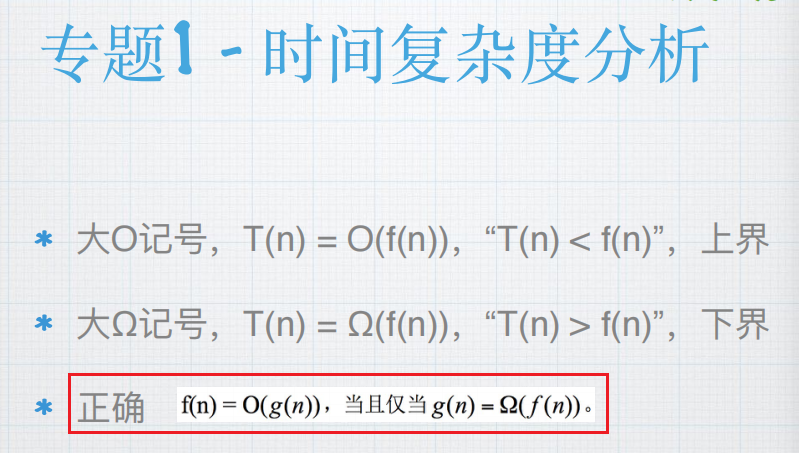 专题1 - 时间复杂度分析
* 大O记号，T(n) = O(f(n))，“T(n) < f(n)”，上界
* 大Ω记号，T(n) = Ω(f(n))，“T(n) > f(n)”，下界
* 正确 f(n) = O(g(n))，当且仅当 g(n) = Ω(f(n))。